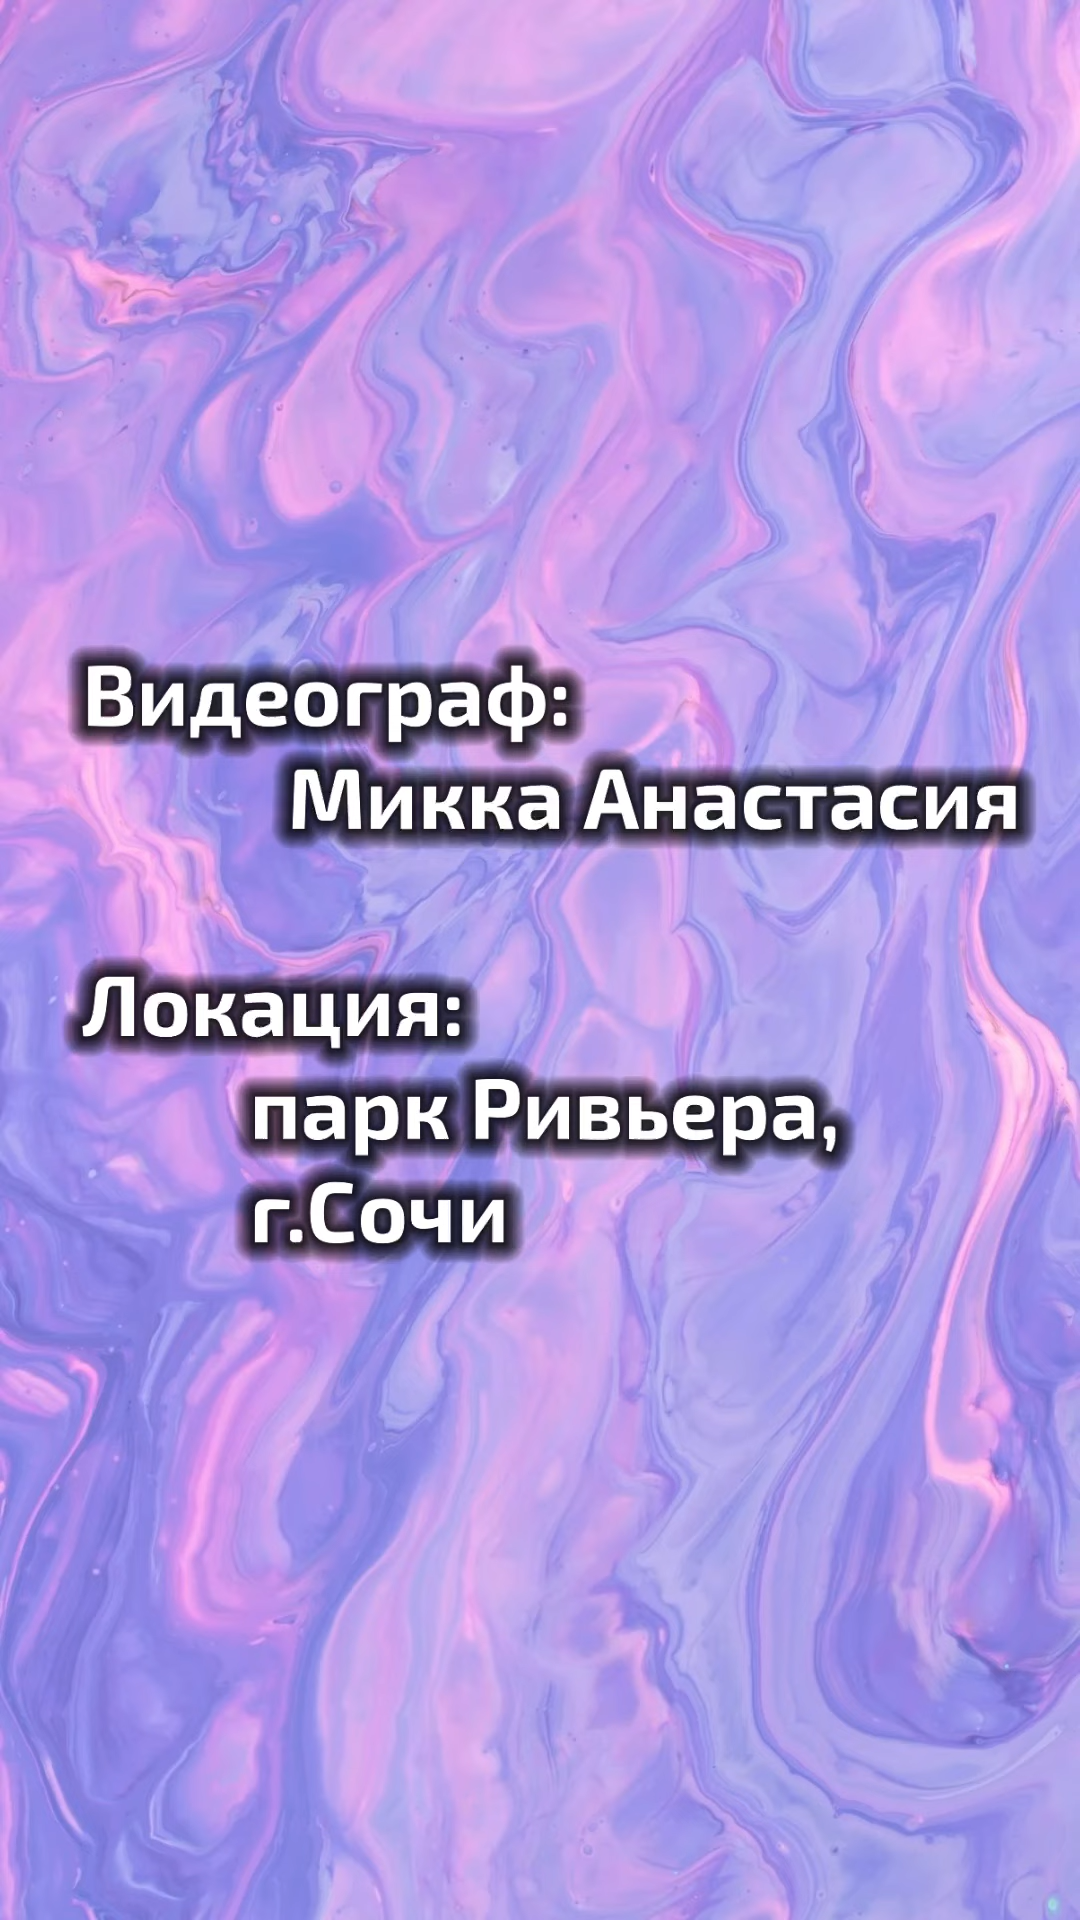 Видеограф:
Микка Анастасия
Локация:
парк Ривьера,
г.Сочи